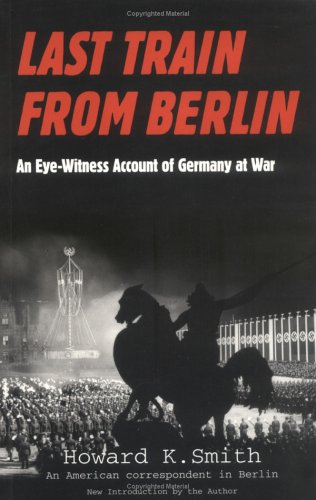 LAST TRAIN
FROM BERLIN
An Eye-Witness Account of Germany at War
Howard K. Smith
An American correspondent in Berlin
New Introduction by the Author